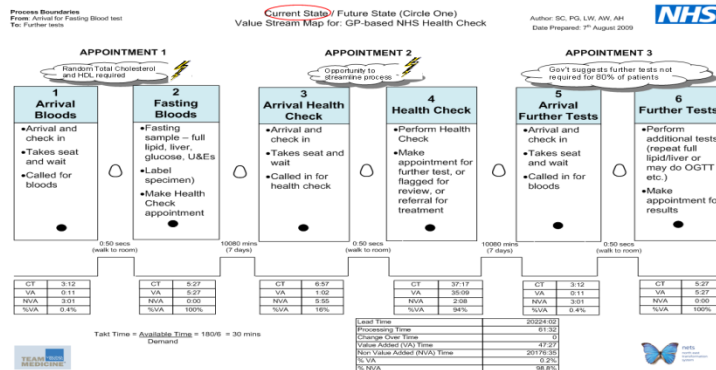 Process Boundaries
From: Arrival for Fasting Blood test
To: Further tests
Current State / Future State (Circle One)
Value Stream Map for: GP-based NHS Health Check
Author: SC, PG, LW, AW, AH
Date Prepared: 7th August 2009
NHS
APPOINTMENT 1
APPOINTMENT 2
APPOINTMENT 3
Random Total Cholesterol
and HDL required
Opportunity to
streamline process
Gov't suggests further tests not
required for 80% of patients
1
Arrival
Bloods
•Arrival and
check in
•Takes seat
and wait
•Called for
bloods
2
Fasting
Bloods
•Fasting
sample – full
lipid, liver,
glucose, U&Es
•Label
specimen)
•Make Health
Check
appointment
3
Arrival Health
Check
•Arrival and
check in
•Takes seat and
wait
•Called in for
health check
4
Health Check
•Perform Health
Check
•Make
appointment for
further test, or
flagged for
review, or
referral for
treatment
5
Arrival
Further Tests
•Arrival and
check in
•Takes seat
and wait
•Called in for
bloods
6
Further Tests
•Perform
additional tests
(repeat full
lipid/liver or
may do OGTT
etc.)
•Make
appointment fo
results
0:50 secs
(walk to room)
10080 mins
(7 days)
0:50 secs
(walk to room)
10080 mins
(7 days)
0:50 secs
(walk to room)
CT 3:12
VA 0:11
NVA 3:01
%VA 0.4%
CT 5:27
VA 5:27
NVA 0:00
%VA 100%
CT 6:57
VA 1:02
NVA 5:55
%VA 16%
CT 37:17
VA 35:09
NVA 2:08
%VA 94%
CT 3:12
VA 0:11
NVA 3:01
%VA 0.4%
CT 5:27
VA 5:27
NVA 0:00
%VA 100%
Takt Time = Available Time = 180/6 = 30 mins
Demand
Lead Time 20224:02
Processing Time 61:32
Change Over Time 0
Value Added (VA) Time 47:27
Non Value Added (NVA) Time 20176:35
% VA 0.2%
% NVA 98.8%
TEAM
MEDICINE
nets